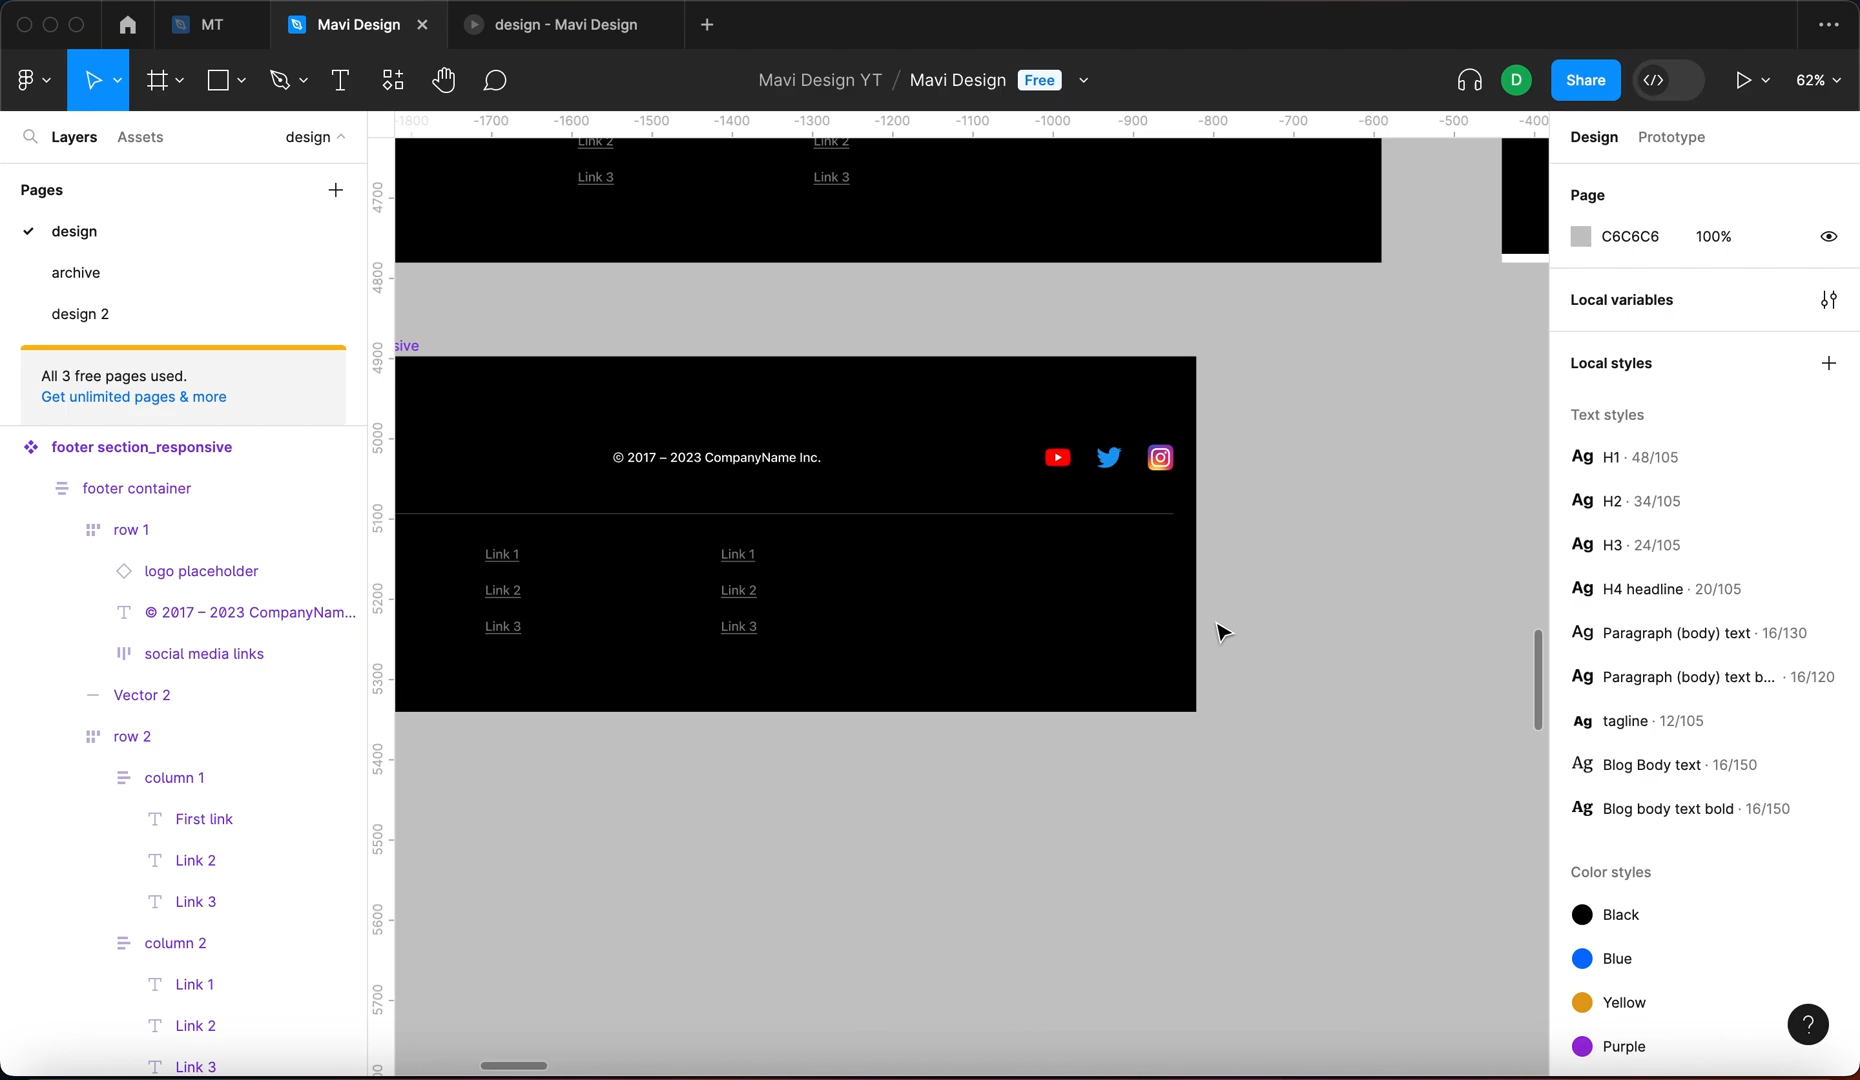 MT
Mavi Design
design - Mavi Design
Mavi Design YT / Mavi Design Free
D
Share
62%
Layers
Assets
design
Pages
design
archive
design 2
All 3 free pages used.
Get unlimited pages & more
footer section_responsive
footer container
row 1
logo placeholder
© 2017 – 2023 CompanyNam...
social media links
Vector 2
row 2
column 1
First link
Link 2
Link 3
column 2
Link 1
Link 2
Link 3
-1800 -1700 -1600 -1500 -1400 -1300 -1200 -1100 -1000 -900 -800 -700 -600 -500 -400
4700
4800
4900
5000
5100
5200
5300
5400
5500
5600
5700
Link 2 Link 2
Link 3 Link 3
sive
© 2017 – 2023 CompanyName Inc.
Link 1 Link 1
Link 2 Link 2
Link 3 Link 3
Design
Prototype
Page
C6C6C6 100%
Local variables
Local styles
Text styles
Ag H1 · 48/105
Ag H2 · 34/105
Ag H3 · 24/105
Ag H4 headline · 20/105
Ag Paragraph (body) text · 16/130
Ag Paragraph (body) text b... · 16/120
Ag tagline · 12/105
Ag Blog Body text · 16/150
Ag Blog body text bold · 16/150
Color styles
Black
Blue
Yellow
Purple
?